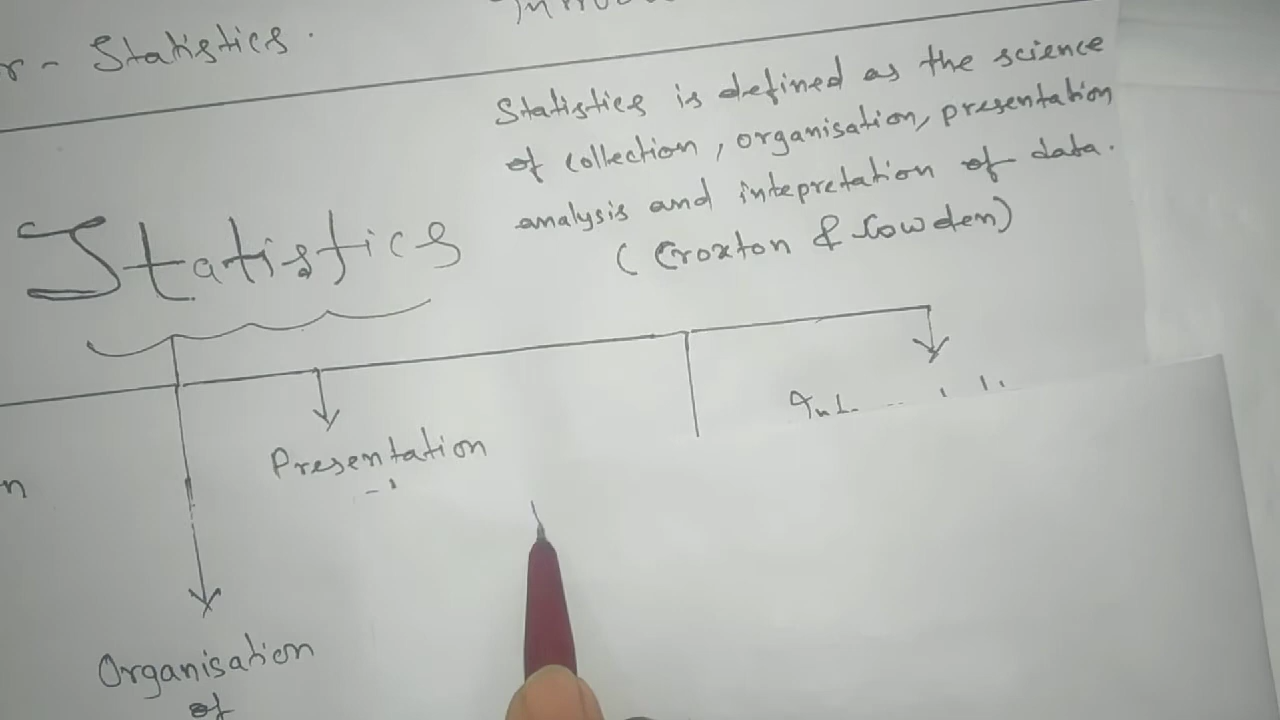 r - Statistics.
Statistics is defined as the science
of collection, organisation, presentation
analysis and intepretation of data.
(Croxton & Cowden)
Statistics
Presentation
n
Organisation
of